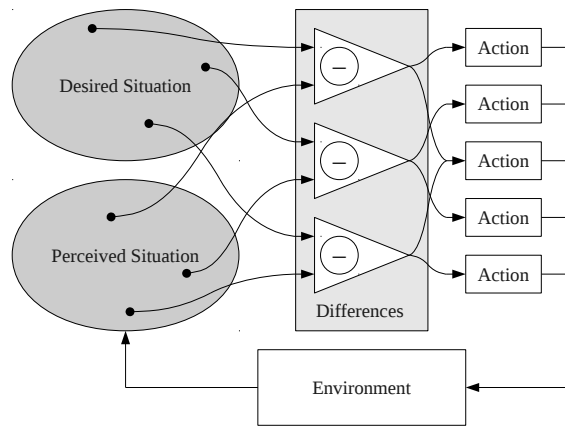 Desired Situation
Perceived Situation
−
−
−
Differences
Action
Action
Action
Action
Action
Environment